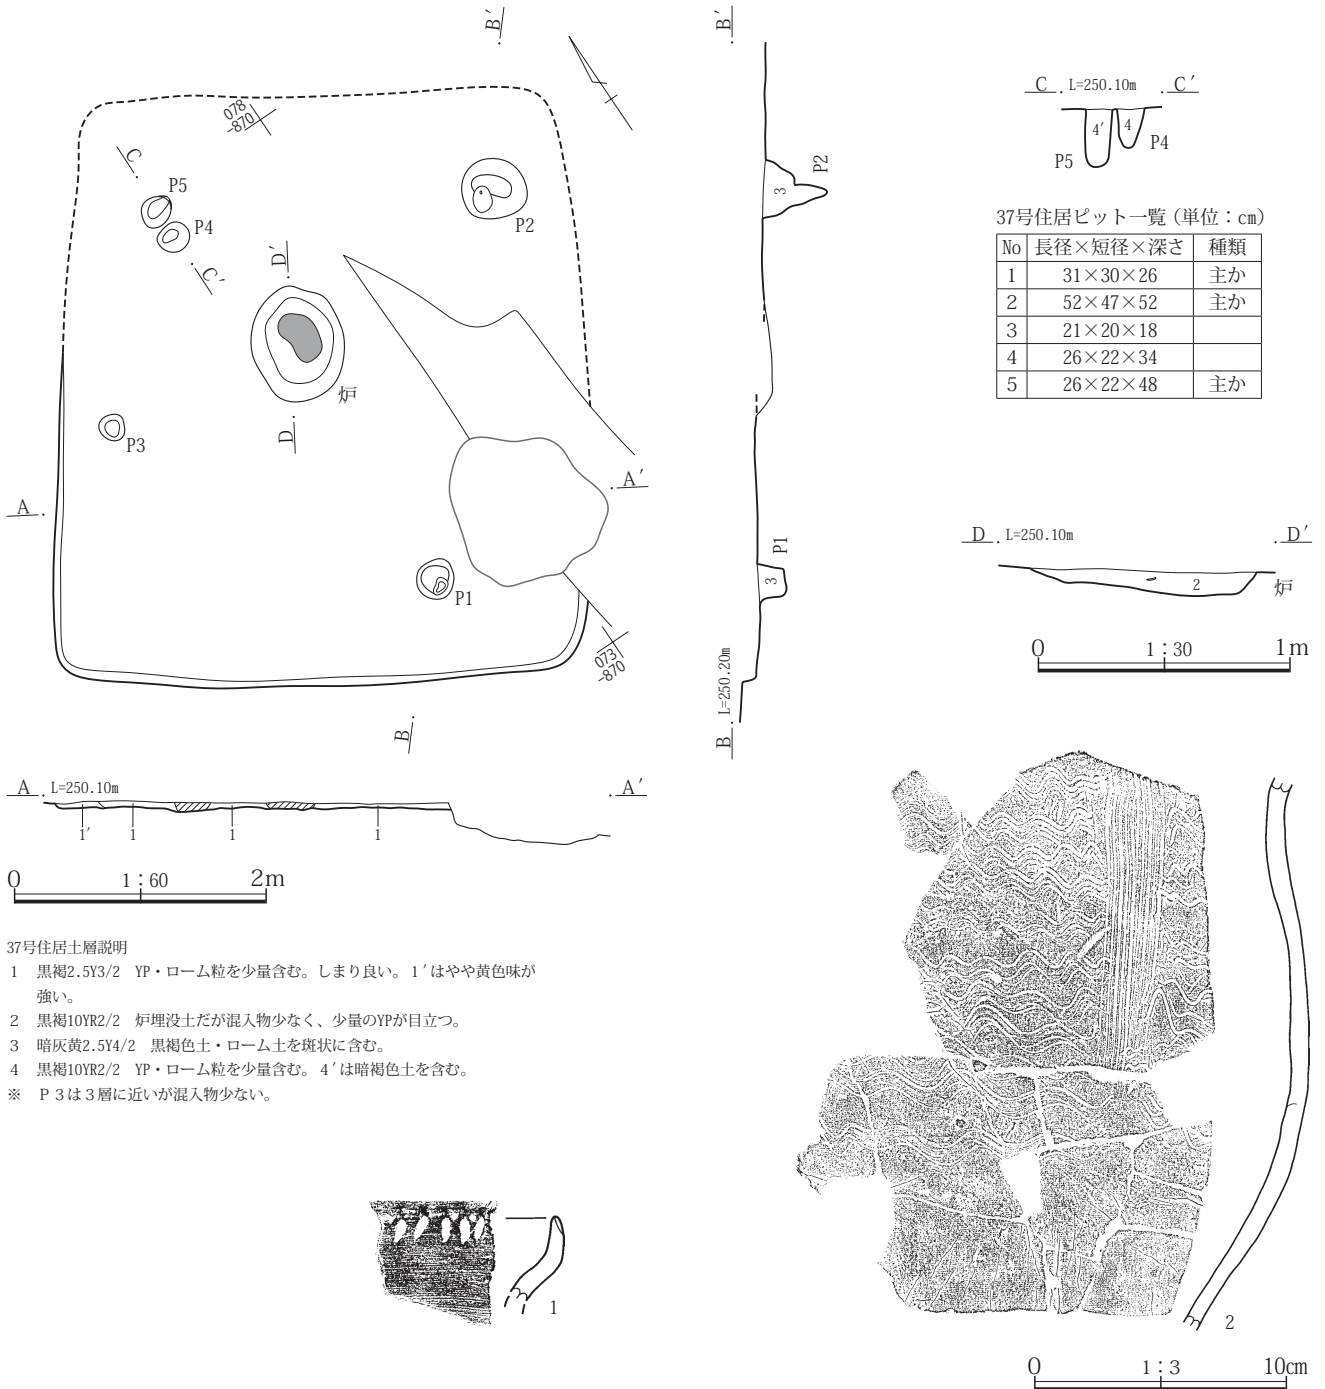 B′
B′
078
-870
C
P5
P4
C′
P2
D′
炉
D
P3
P1
A
A′
073
-870
B
P2
3
P1
3
L=250.20m
B
C L=250.10m C′
4′
4
P5
P4
37号住居ピット一覧（単位：cm）
No 長径×短径×深さ 種類
1 31×30×26 主か
2 52×47×52 主か
3 21×20×18
4 26×22×34
5 26×22×48 主か
D L=250.10m D′
2
炉
0 1：30 1m
A L=250.10m A′
1′ 1 1 1
0 1：60 2m
37号住居土層説明
1 黒褐2.5Y3/2 YP・ローム粒を少量含む。しまり良い。1′はやや黄色味が
強い。
2 黒褐10YR2/2 炉埋没土だが混入物少なく、少量のYPが目立つ。
3 暗灰黄2.5Y4/2 黒褐色土・ローム土を斑状に含む。
4 黒褐10YR2/2 YP・ローム粒を少量含む。4′は暗褐色土を含む。
※ Ｐ３は３層に近いが混入物少ない。
1
2
0 1：3 10cm